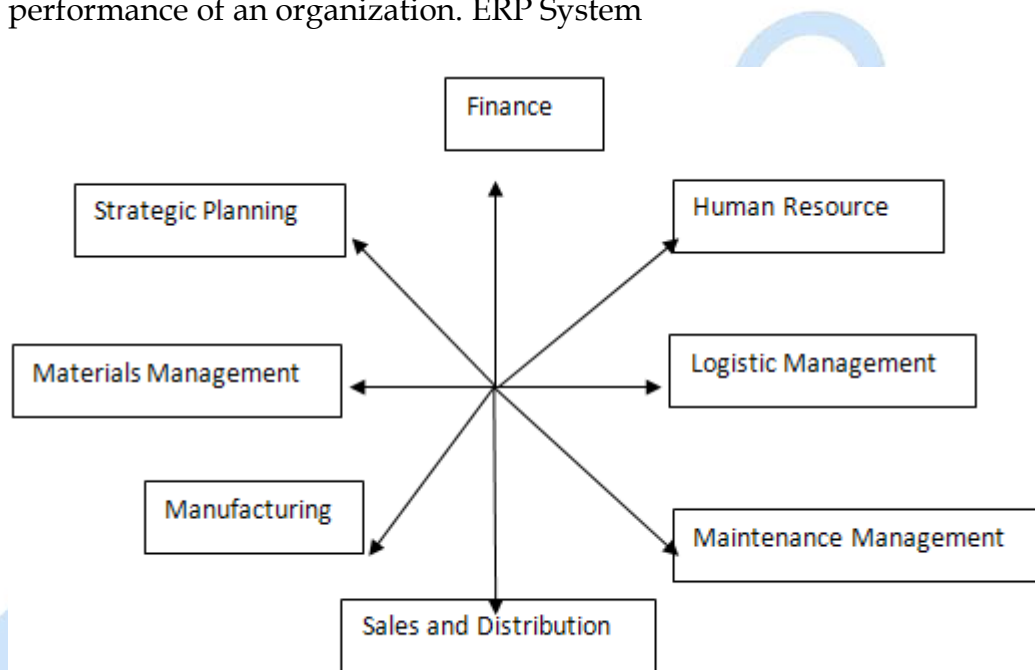 performance of an organization. ERP System
Finance
Strategic Planning
Human Resource
Materials Management
Logistic Management
Manufacturing
Maintenance Management
Sales and Distribution